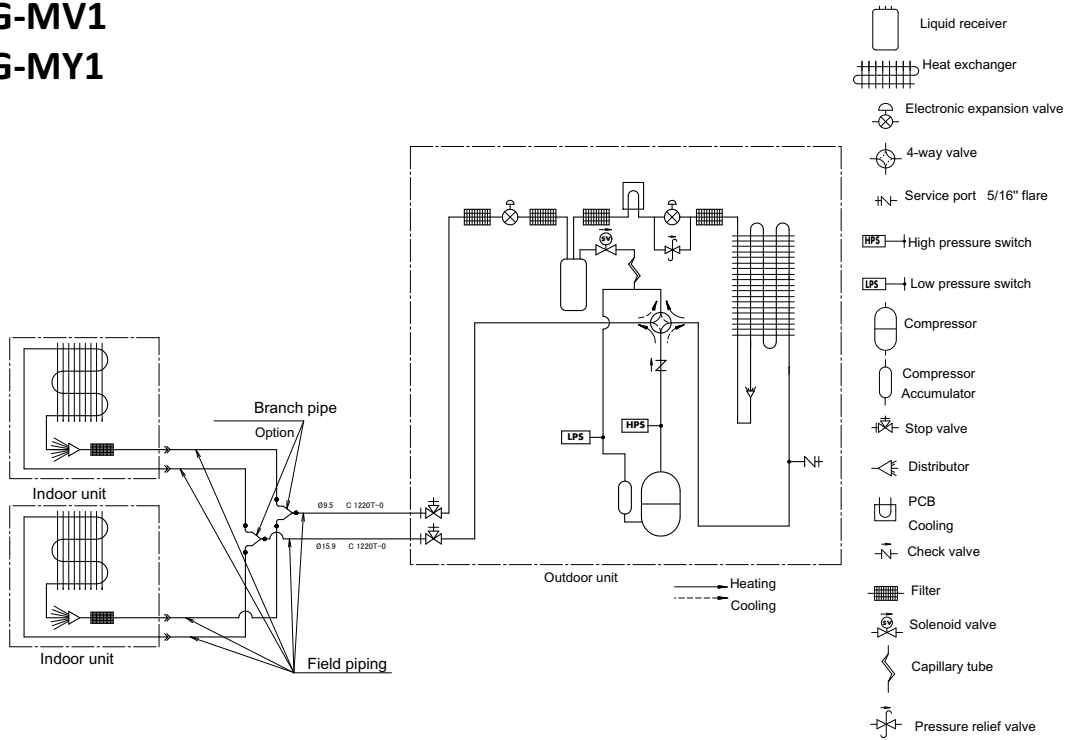 G-MV1
G-MY1
Liquid receiver
Heat exchanger
Electronic expansion valve
4-way valve
Service port 5/16" flare
HPS High pressure switch
LPS Low pressure switch
Compressor
Compressor
Accumulator
Stop valve
Distributor
PCB
Cooling
Check valve
Filter
SV Solenoid valve
Capillary tube
Pressure relief valve
SV
HPS
LPS
Branch pipe
Option
Indoor unit
Ø9.5 C 1220T-0
Ø15.9 C 1220T-0
Outdoor unit
Heating
Cooling
Indoor unit
Field piping